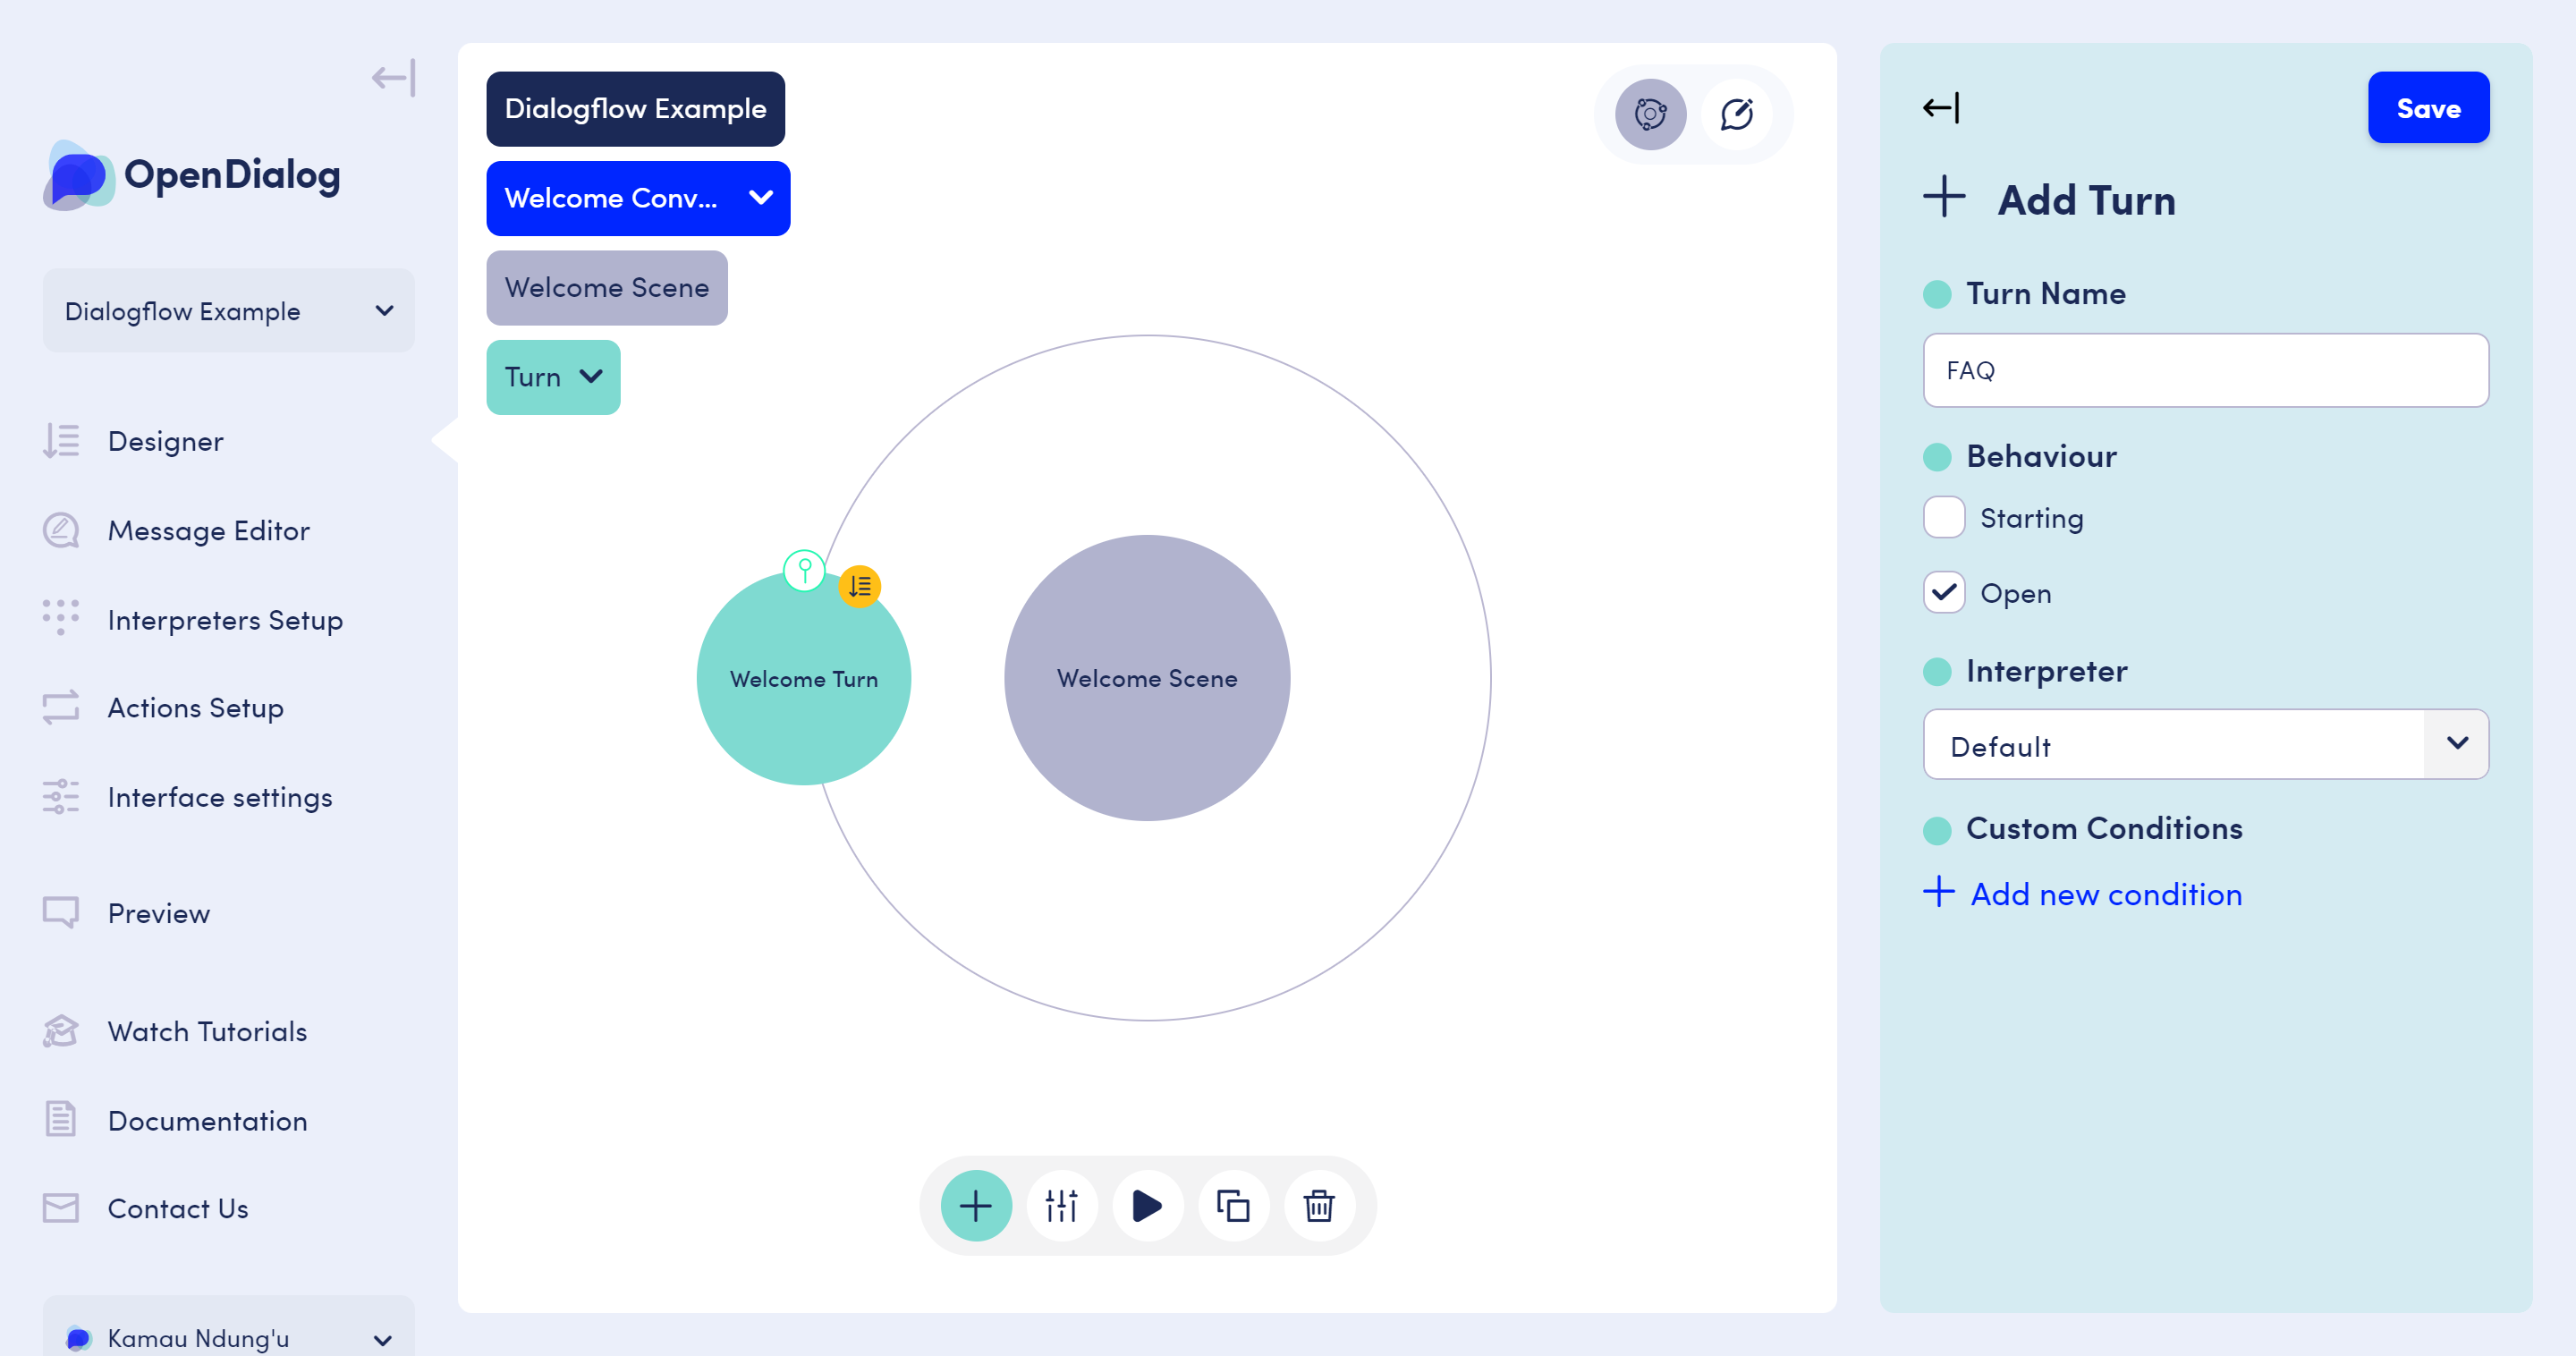 OpenDialog
Dialogflow Example
Designer
Message Editor
Interpreters Setup
Actions Setup
Interface settings
Preview
Watch Tutorials
Documentation
Contact Us
Kamau Ndung'u
Dialogflow Example
Welcome Conv...
Welcome Scene
Turn
Welcome Turn
Welcome Scene
Save
Add Turn
Turn Name
FAQ
Behaviour
Starting
Open
Interpreter
Default
Custom Conditions
Add new condition